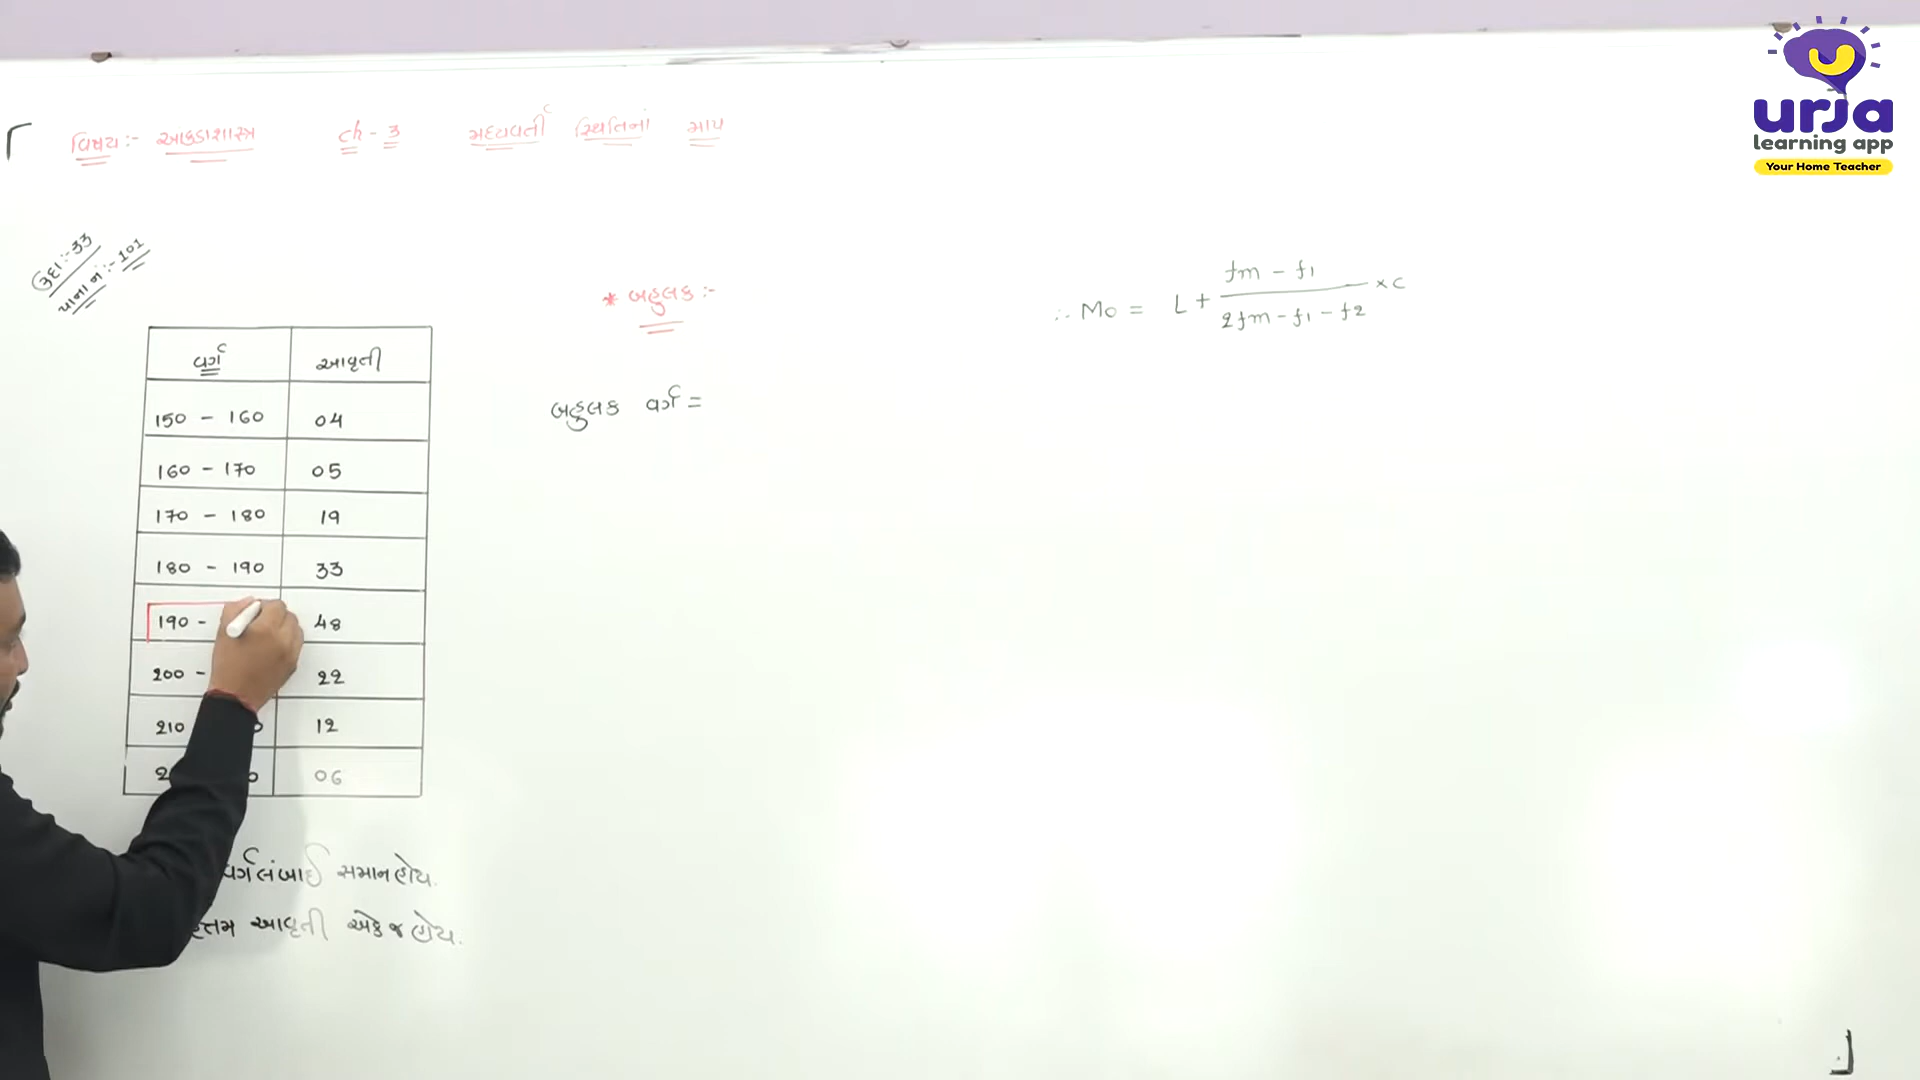 વિષય:- આંકડાશાસ્ત્ર ch - 3 મધ્યવર્તી સ્થિતિનાં માપ
urja
learning app
Your Home Teacher
ઉદા:-33
પાના નં:-101
* બહુલક :-
∴ Mo = L + fm - f1 / 2fm - f1 - f2 × c
બહુલક વર્ગ =
વર્ગ આવૃતી
150 - 160 04
160 - 170 05
170 - 180 19
180 - 190 33
190 - 48
200 - 22
210 12
06
વર્ગલંબાઈ સમાન હોય.
આવૃતી એક જ હોય.